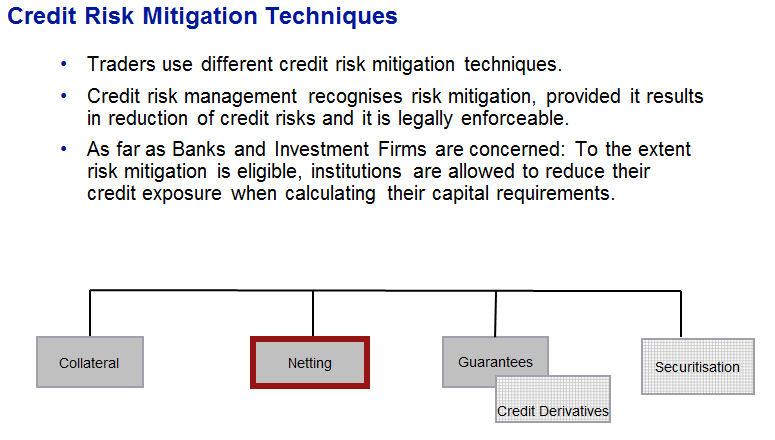 Credit Risk Mitigation Techniques
• Traders use different credit risk mitigation techniques.
• Credit risk management recognises risk mitigation, provided it results
in reduction of credit risks and it is legally enforceable.
• As far as Banks and Investment Firms are concerned: To the extent
risk mitigation is eligible, institutions are allowed to reduce their
credit exposure when calculating their capital requirements.
Collateral
Netting
Guarantees
Securitisation
Credit Derivatives